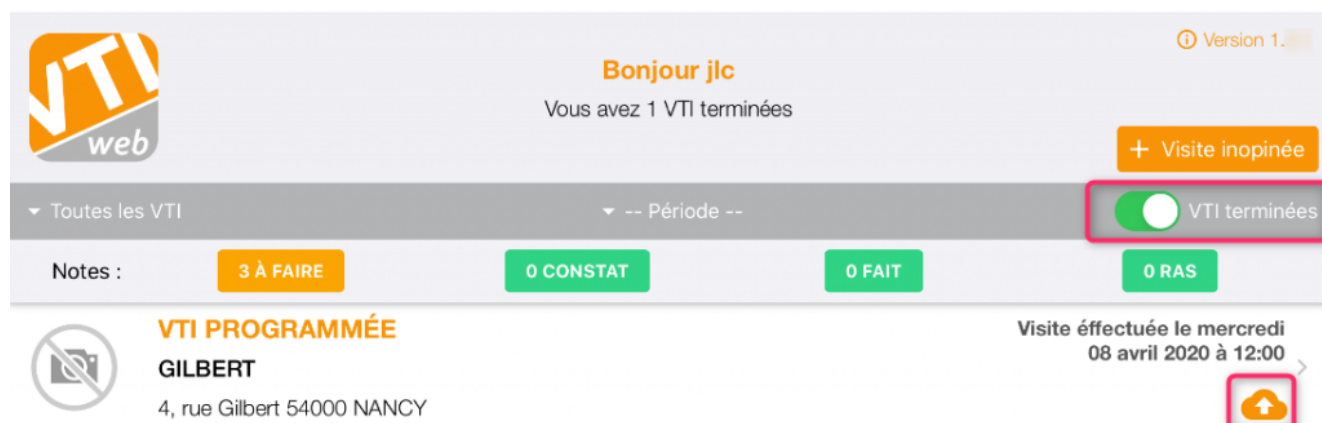 VTI
web
Version 1.
Bonjour jlc
Vous avez 1 VTI terminées
+ Visite inopinée
Toutes les VTI
-- Période --
VTI terminées
Notes :
3 À FAIRE
0 CONSTAT
0 FAIT
0 RAS
VTI PROGRAMMÉE
Visite éffectuée le mercredi
08 avril 2020 à 12:00
GILBERT
4, rue Gilbert 54000 NANCY